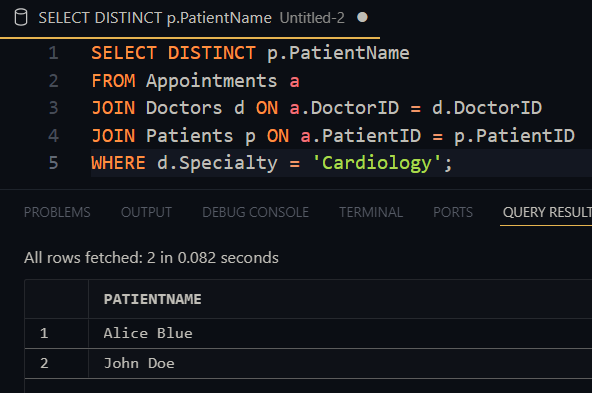 SELECT DISTINCT p.PatientName Untitled-2
1 SELECT DISTINCT p.PatientName
2 FROM Appointments a
3 JOIN Doctors d ON a.DoctorID = d.DoctorID
4 JOIN Patients p ON a.PatientID = p.PatientID
5 WHERE d.Specialty = 'Cardiology';
PROBLEMS OUTPUT DEBUG CONSOLE TERMINAL PORTS QUERY RESULT
All rows fetched: 2 in 0.082 seconds
PATIENTNAME
1 Alice Blue
2 John Doe